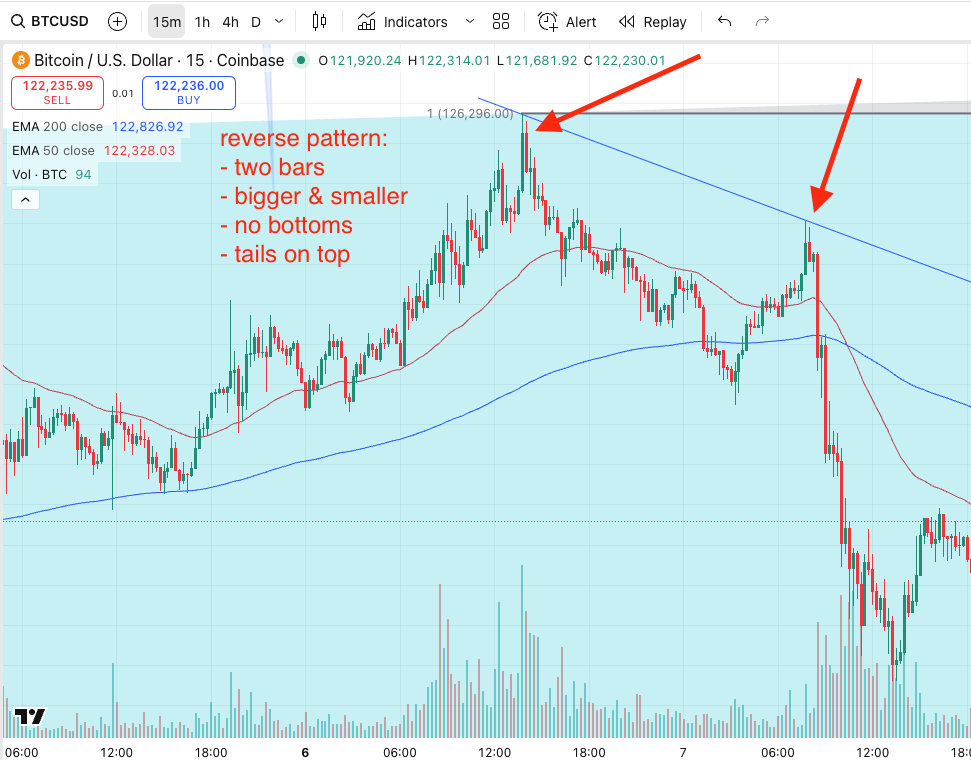 BTCUSD 15m 1h 4h D Indicators Alert Replay
Bitcoin / U.S. Dollar · 15 · Coinbase O121,920.24 H122,314.01 L121,681.92 C122,230.01
122,235.99 0.01 122,236.00
SELL BUY
1 (126,296.00)
EMA 200 close 122,826.92
EMA 50 close 122,328.03
Vol · BTC 94
reverse pattern:
- two bars
- bigger & smaller
- no bottoms
- tails on top
06:00 12:00 18:00 6 06:00 12:00 18:00 7 06:00 12:00 18:0